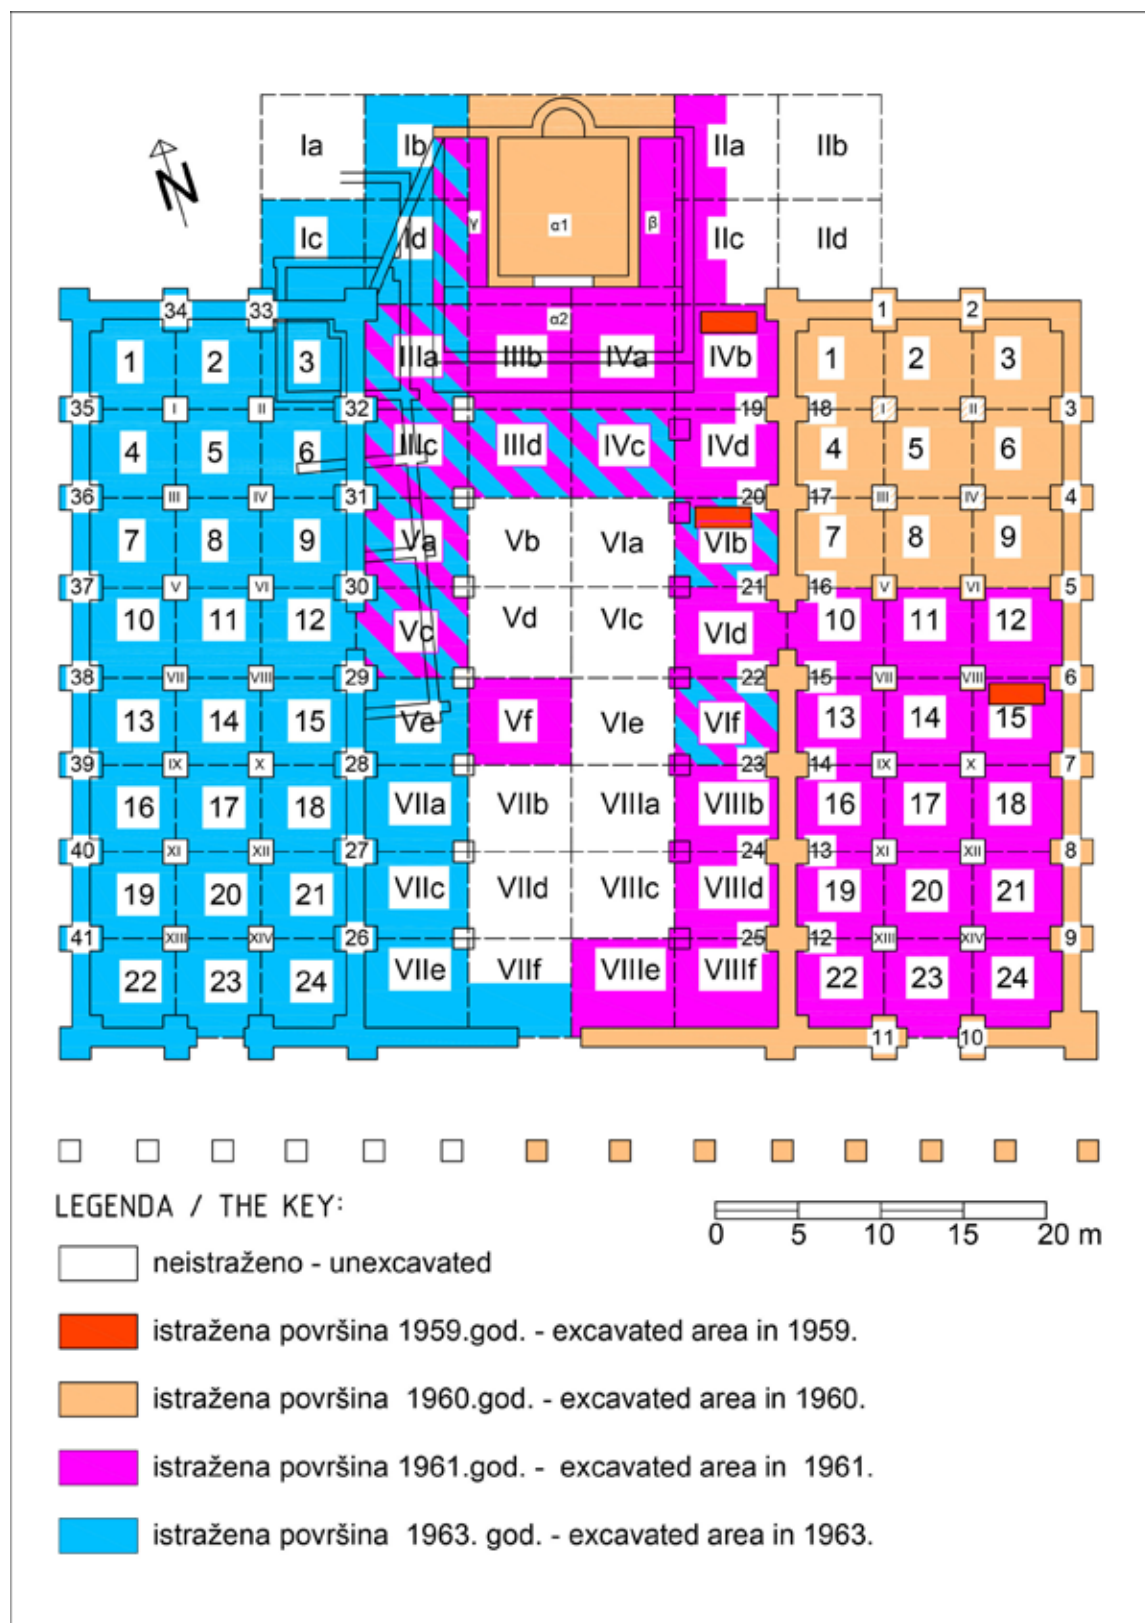 Ia Ib IIa IIb
N
Ic Id γ α1 β IIc IId
34 33 1 2
α2
1 2 3 IIIa IIIb IVa IVb 1 2 3
35 I II 32 19 18 I II 3
4 5 6 IIIc IIId IVc IVd 4 5 6
36 III IV 31 20 17 III IV 4
7 8 9 Va Vb VIa VIb 7 8 9
37 V VI 30 21 16 V VI 5
10 11 12 Vc Vd VIc VId 10 11 12
38 VII VIII 29 22 15 VII VIII 6
13 14 15 Ve Vf VIe VIf 13 14 15
39 IX X 28 23 14 IX X 7
16 17 18 VIIa VIIb VIIIa VIIIb 16 17 18
40 XI XII 27 24 13 XI XII 8
19 20 21 VIIc VIId VIIIc VIIId 19 20 21
41 XIII XIV 26 25 12 XIII XIV 9
22 23 24 VIIe VIIf VIIIe VIIIf 22 23 24
11 10
LEGENDA / THE KEY:
0 5 10 15 20 m
neistraženo - unexcavated
istražena površina 1959.god. - excavated area in 1959.
istražena površina 1960.god. - excavated area in 1960.
istražena površina 1961.god. - excavated area in 1961.
istražena površina 1963. god. - excavated area in 1963.